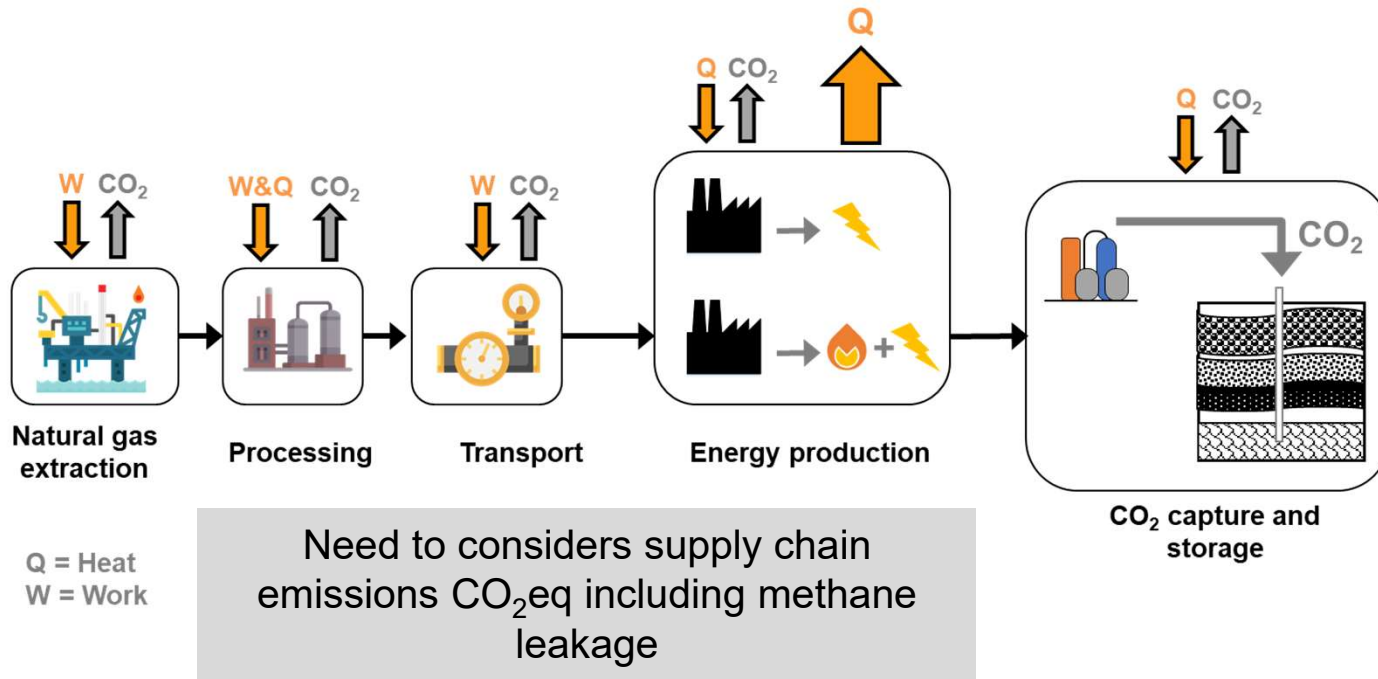 Q
Q CO₂
Q CO₂
W CO₂
W&Q CO₂
W CO₂
CO₂
Natural gas
extraction
Processing
Transport
Energy production
CO₂ capture and
storage
Q = Heat
W = Work
Need to considers supply chain
emissions CO₂eq including methane
leakage